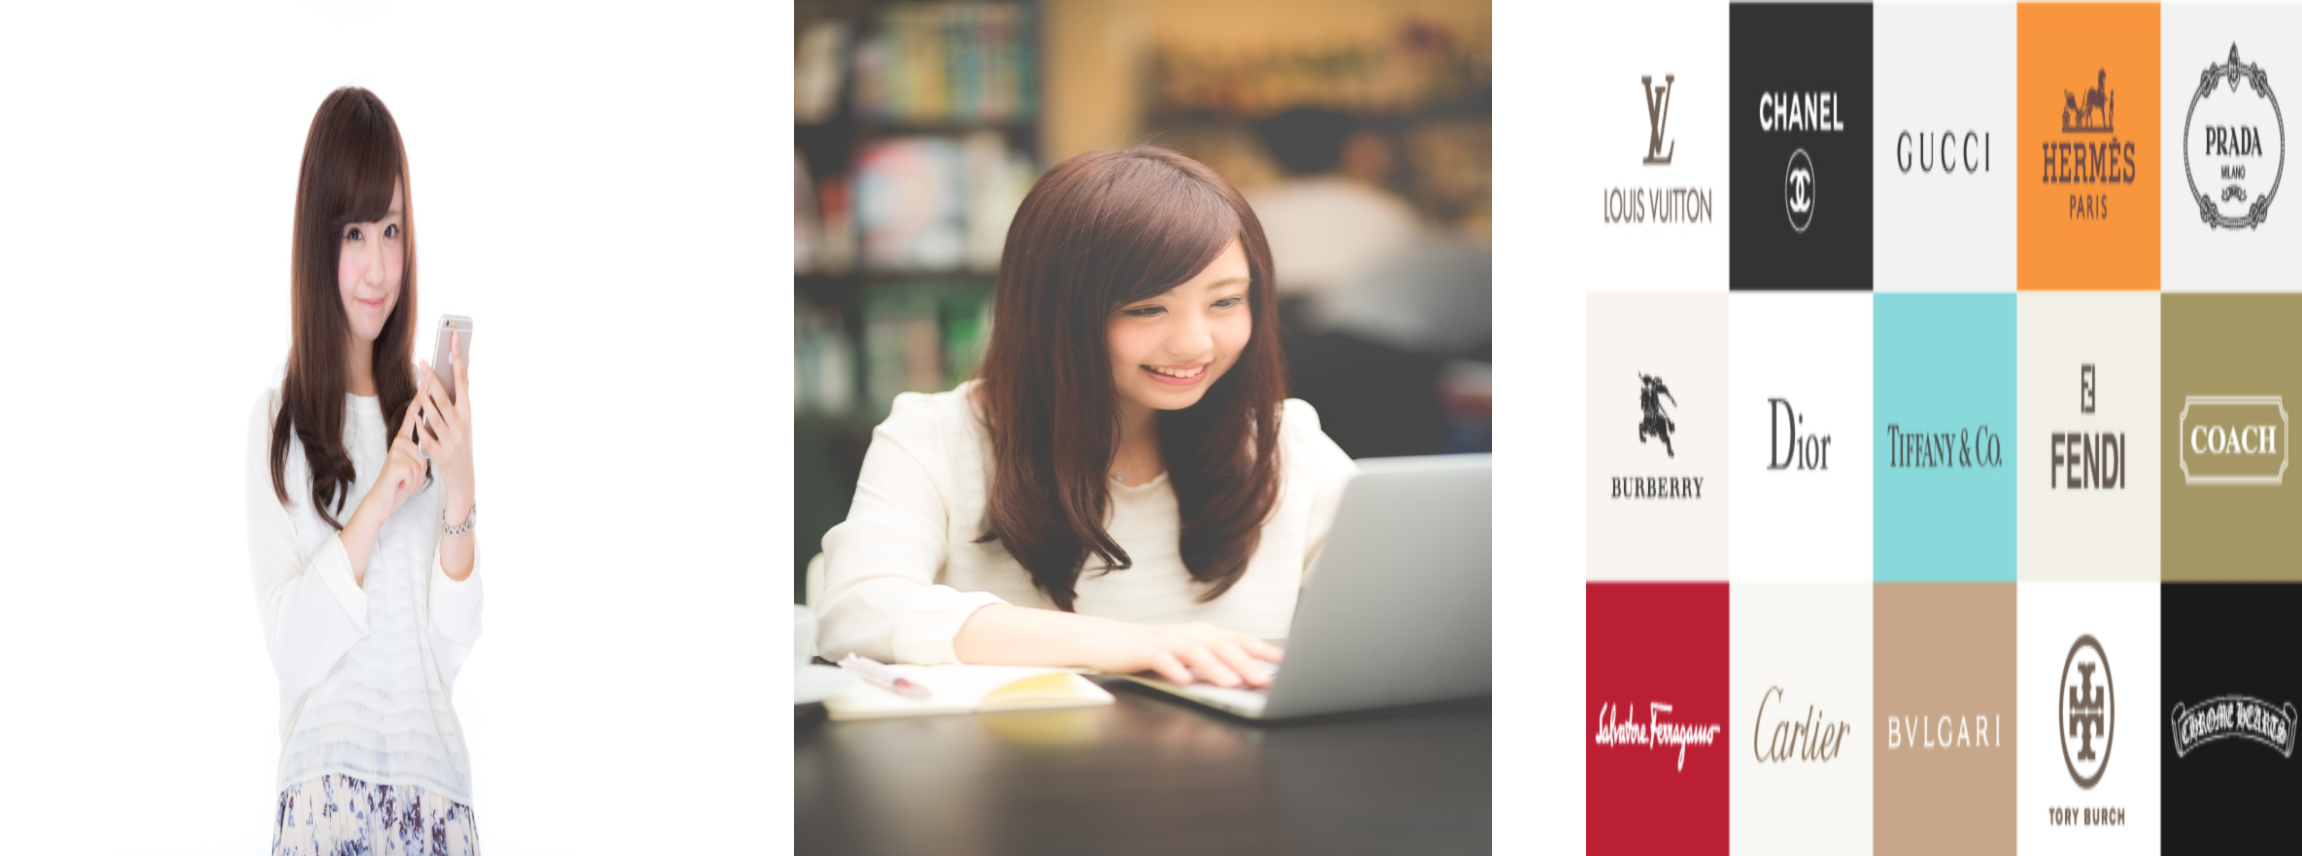 LOUIS VUITTON
CHANEL
GUCCI
HERMÈS
PARIS
PRADA
MILANO
BURBERRY
Dior
TIFFANY & CO.
FENDI
COACH
Salvatore Ferragamo
Cartier
BVLGARI
TORY BURCH
CHROME HEARTS